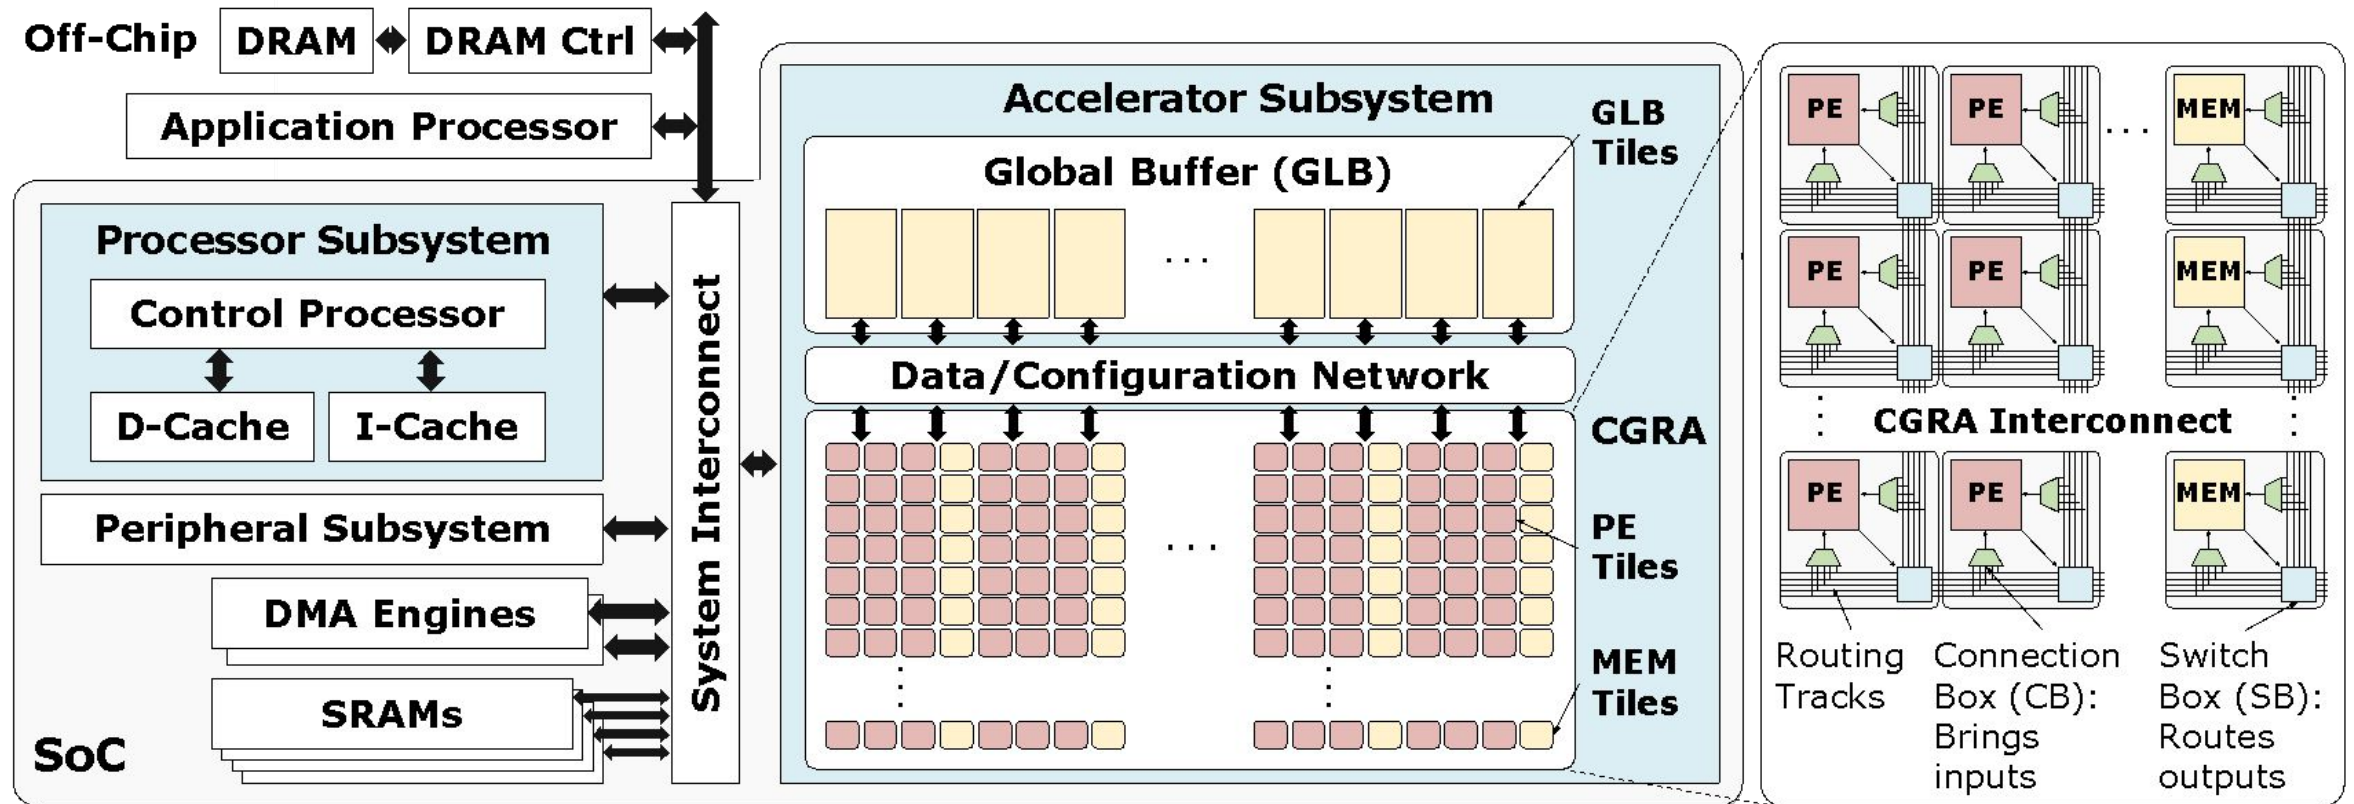 Off-Chip
DRAM
DRAM Ctrl
Application Processor
Processor Subsystem
Control Processor
D-Cache
I-Cache
Peripheral Subsystem
DMA Engines
SRAMs
SoC
System Interconnect
Accelerator Subsystem
Global Buffer (GLB)
. . .
GLB
Tiles
Data/Configuration Network
CGRA
. . .
PE
Tiles
MEM
Tiles
PE
PE
. . .
MEM
PE
PE
MEM
CGRA Interconnect
PE
PE
MEM
Routing
Tracks
Connection
Box (CB):
Brings
inputs
Switch
Box (SB):
Routes
outputs